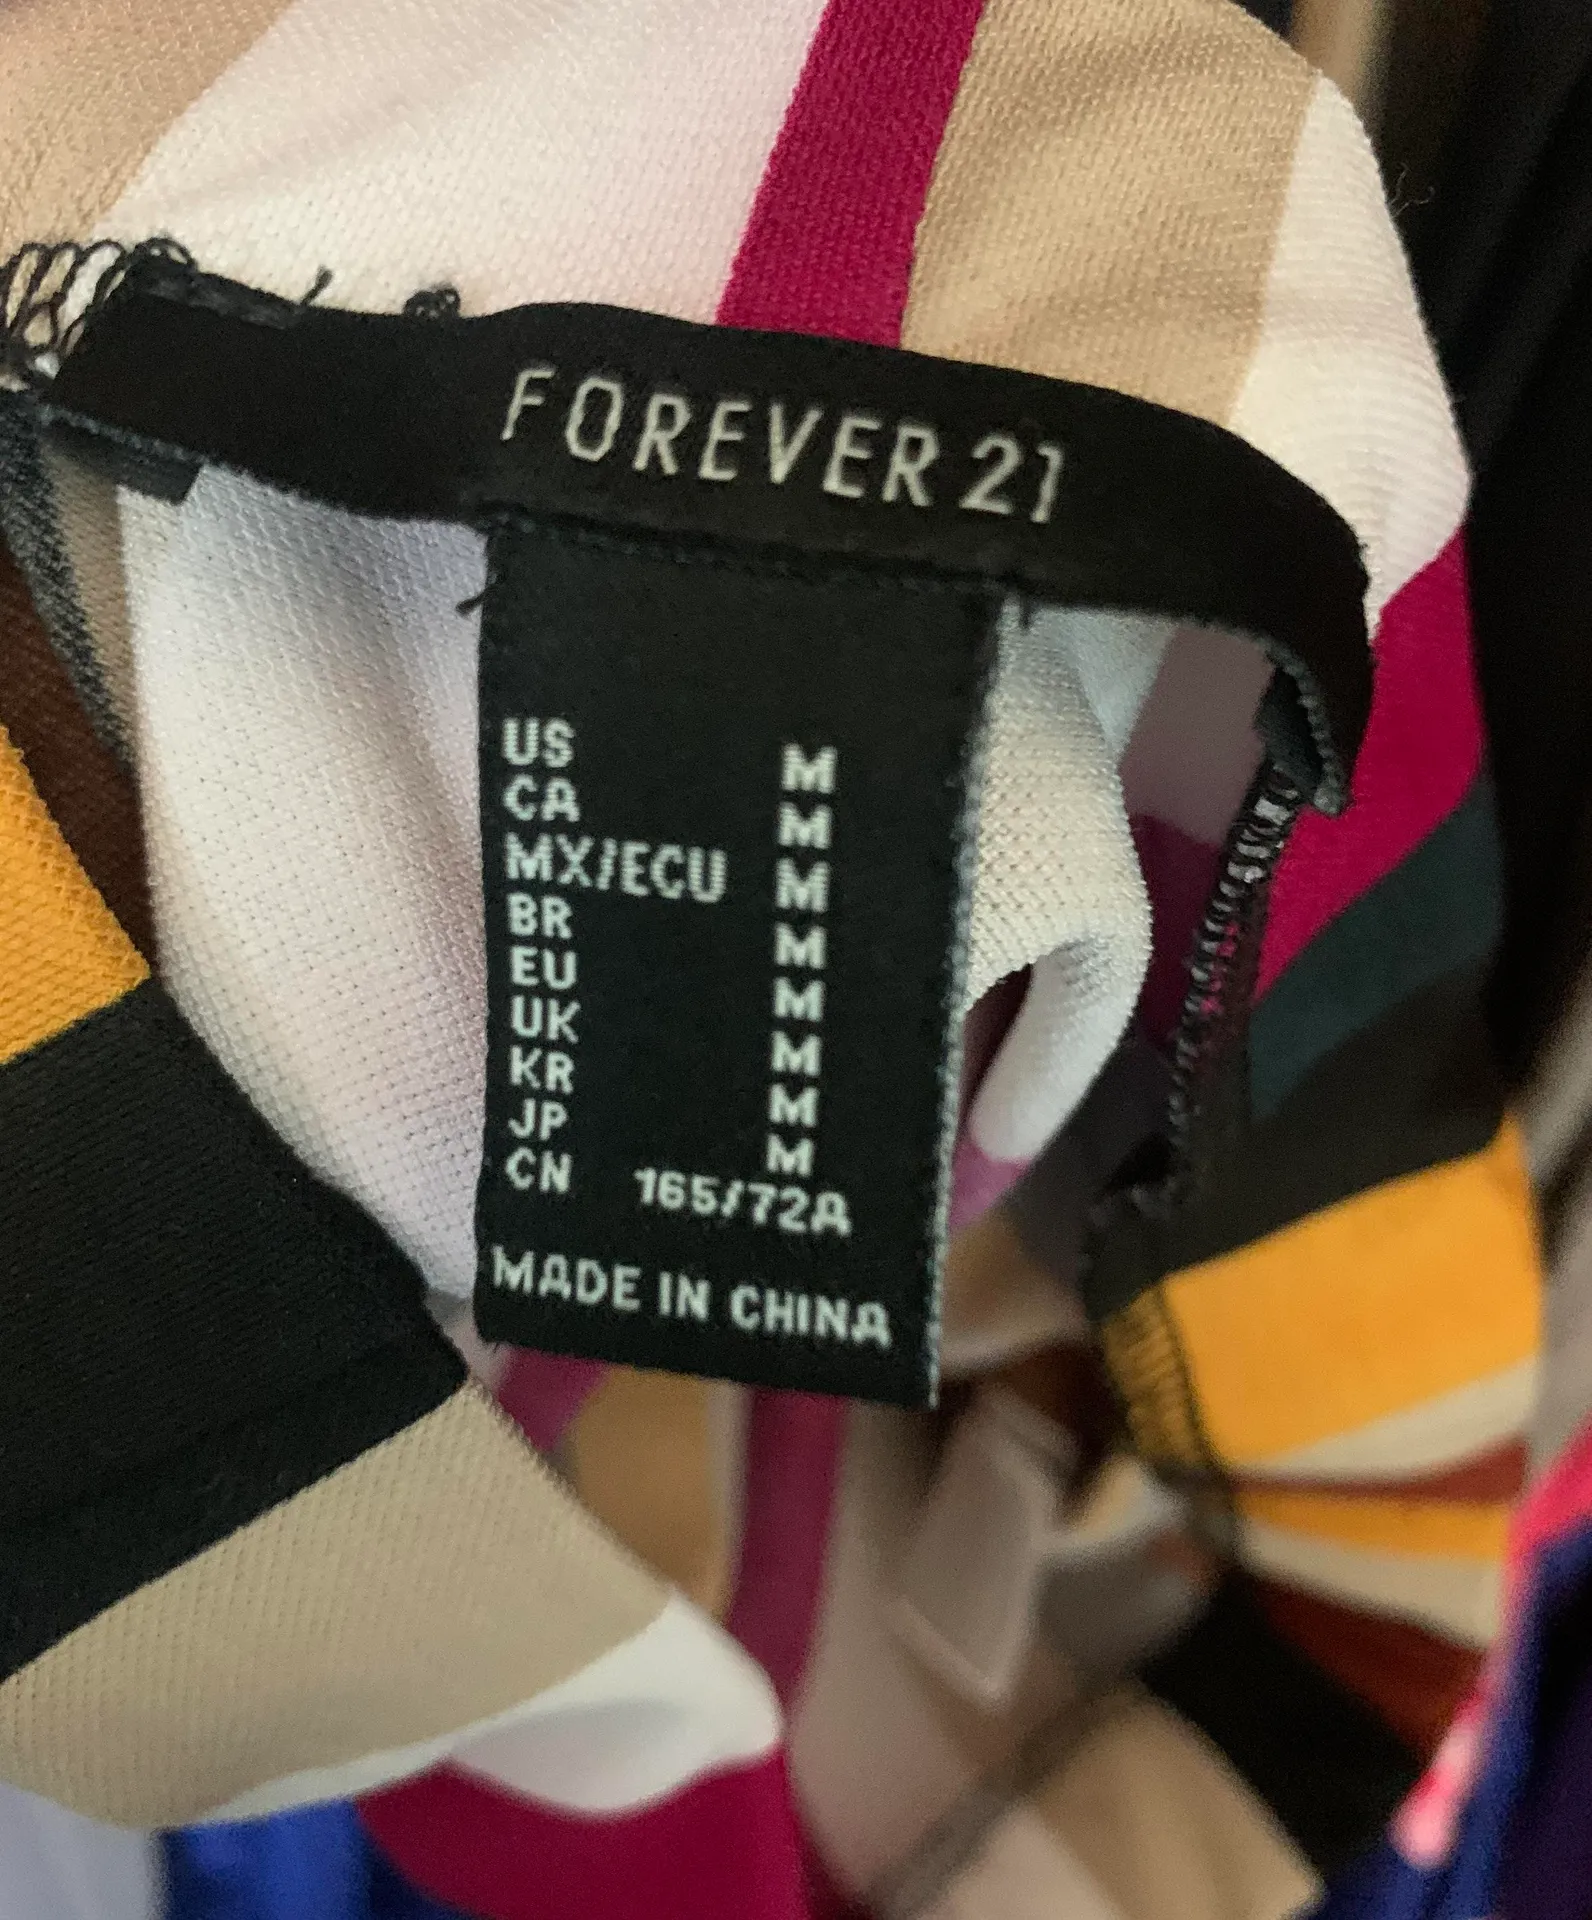 FOREVER 21
US M
CA M
MX/ECU M
BR M
EU M
UK M
KR M
JP M
CN 165/72A
MADE IN CHINA